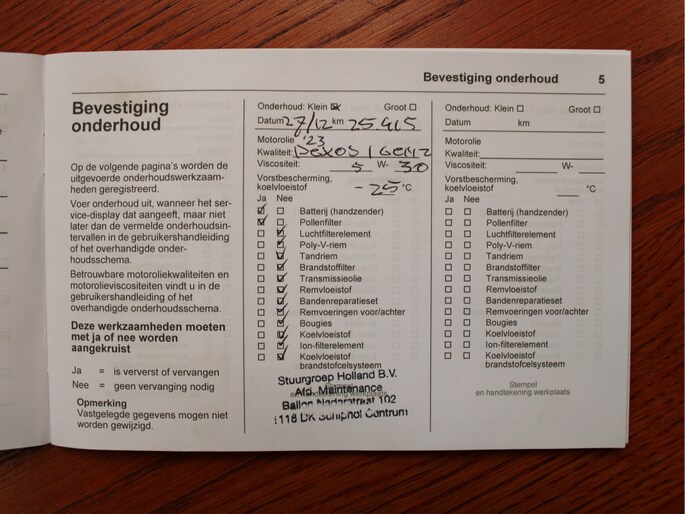 Bevestiging onderhoud 5
Bevestiging
onderhoud
Op de volgende pagina's worden de
uitgevoerde onderhoudswerkzaam-
heden geregistreerd.
Voer onderhoud uit, wanneer het ser-
vice-display dat aangeeft, maar niet
later dan de vermelde onderhoudsin-
tervallen in de gebruikershandleiding
of het overhandigde onder-
houdsschema.
Betrouwbare motoroliekwaliteiten en
motorolieviscositeiten vindt u in de
gebruikershandleiding of het
overhandigde onderhoudsschema.
Deze werkzaamheden moeten
met ja of nee worden
aangekruist
Ja = is ververst of vervangen
Nee = geen vervanging nodig
Opmerking
Vastgelegde gegevens mogen niet
worden gewijzigd.
Onderhoud: Klein Groot
Datum 27/12 km 25.415
Motorolie '23
Kwaliteit: DEXOS 1 GEN2
Viscositeit: 5 W- 30
Vorstbescherming,
koelvloeistof -25 °C
Ja Nee
Batterij (handzender)
Pollenfilter
Luchtfilterelement
Poly-V-riem
Tandriem
Brandstoffilter
Transmissieolie
Remvloeistof
Bandenreparatieset
Remvoeringen voor/achter
Bougies
Koelvloeistof
Ion-filterelement
Koelvloeistof
brandstofcelsysteem
Stuurgroep Holland B.V.
Afd. Maintenance
Stempel
en handtekening werkplaats
102
1118 DK Schiphol Centrum
Onderhoud: Klein Groot
Datum km
Motorolie
Kwaliteit:
Viscositeit: W-
Vorstbescherming,
koelvloeistof °C
Ja Nee
Batterij (handzender)
Pollenfilter
Luchtfilterelement
Poly-V-riem
Tandriem
Brandstoffilter
Transmissieolie
Remvloeistof
Bandenreparatieset
Remvoeringen voor/achter
Bougies
Koelvloeistof
Ion-filterelement
Koelvloeistof
brandstofcelsysteem
Stempel
en handtekening werkplaats